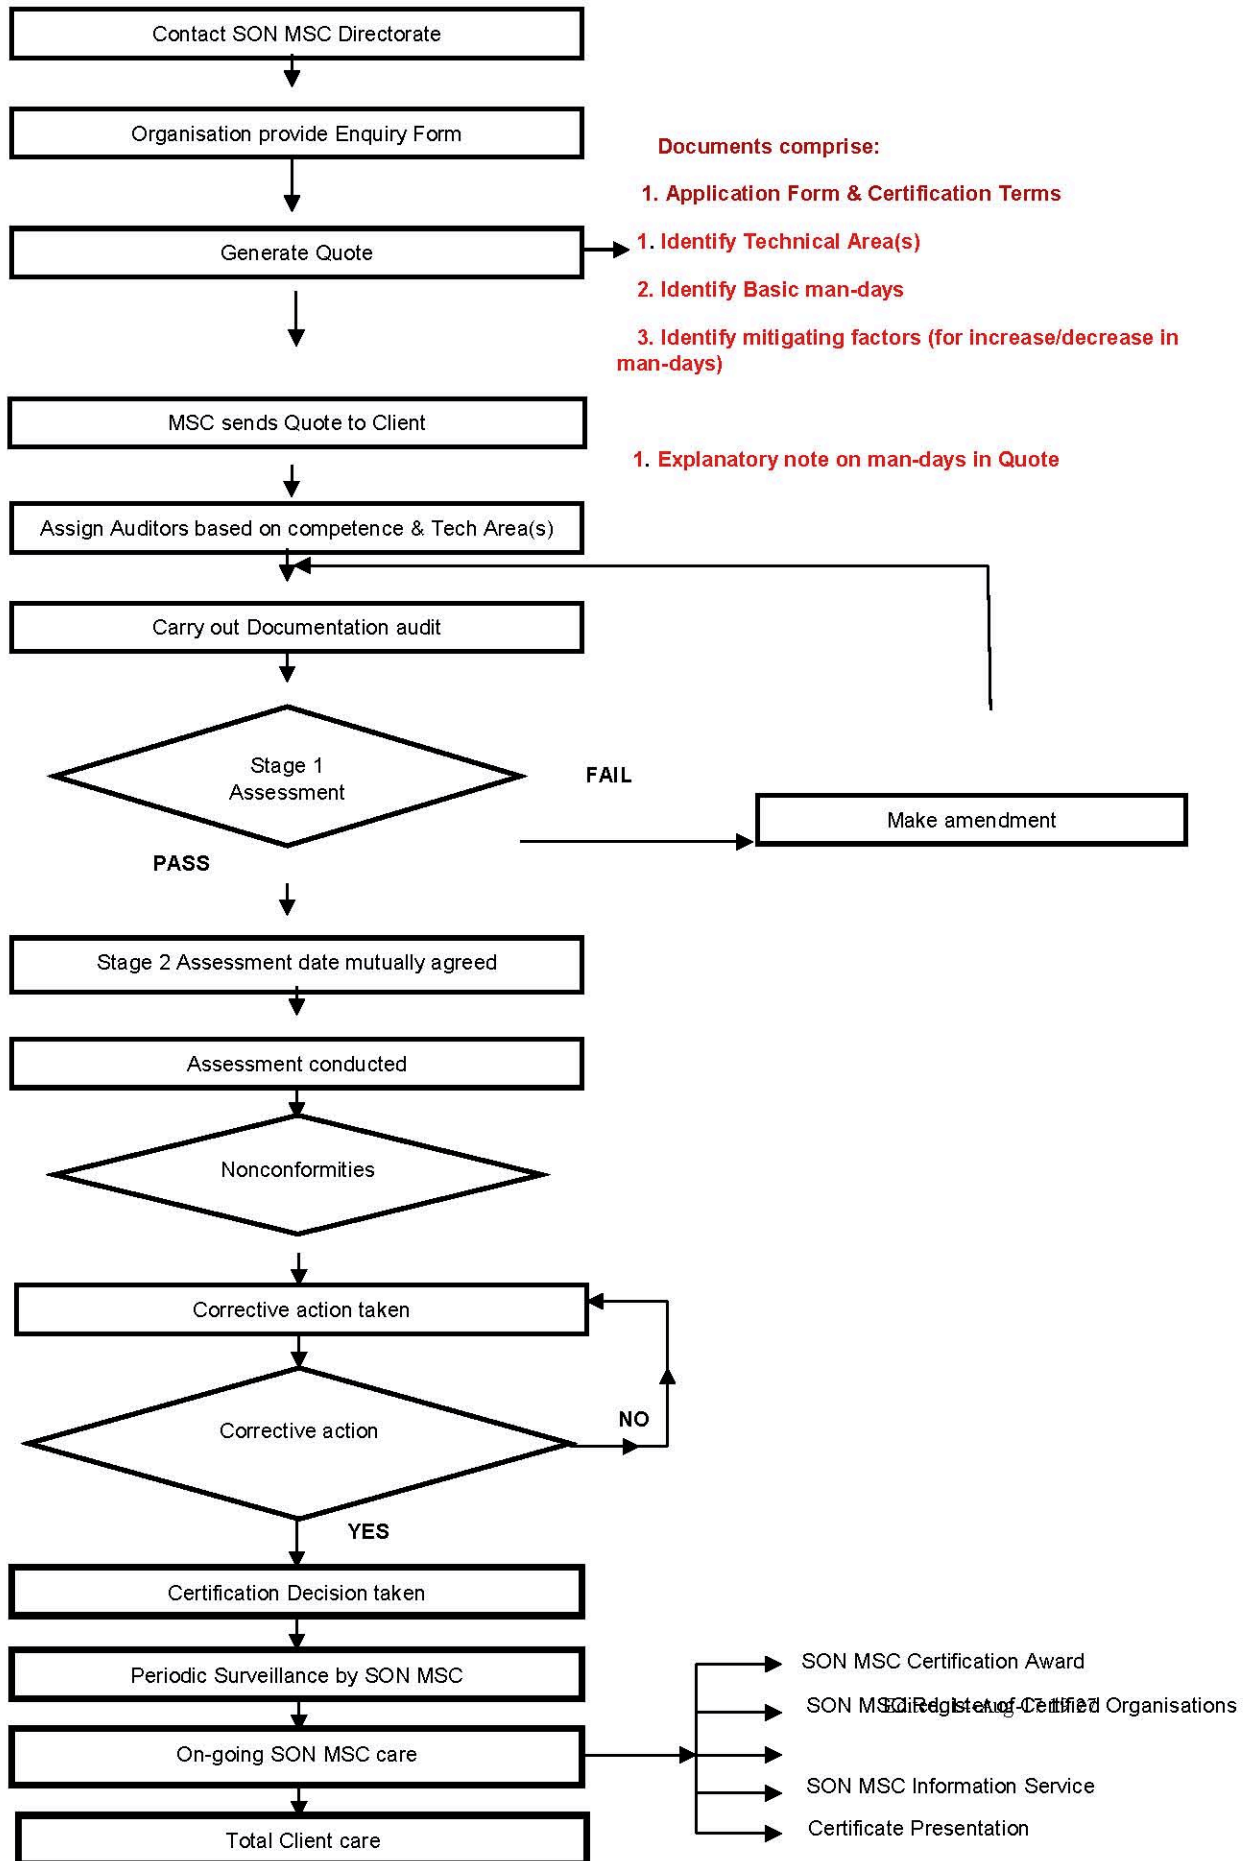 Contact SON MSC Directorate
Organisation provide Enquiry Form
Documents comprise:
1. Application Form & Certification Terms
Generate Quote
1. Identify Technical Area(s)
2. Identify Basic man-days
3. Identify mitigating factors (for increase/decrease in
man-days)
MSC sends Quote to Client
1. Explanatory note on man-days in Quote
Assign Auditors based on competence & Tech Area(s)
Carry out Documentation audit
Stage 1
Assessment
FAIL
Make amendment
PASS
Stage 2 Assessment date mutually agreed
Assessment conducted
Nonconformities
Corrective action taken
Corrective action
NO
YES
Certification Decision taken
Periodic Surveillance by SON MSC
SON MSC Certification Award
SON MSC Register of Certified Organisations
On-going SON MSC care
SON MSC Information Service
Certificate Presentation
Total Client care